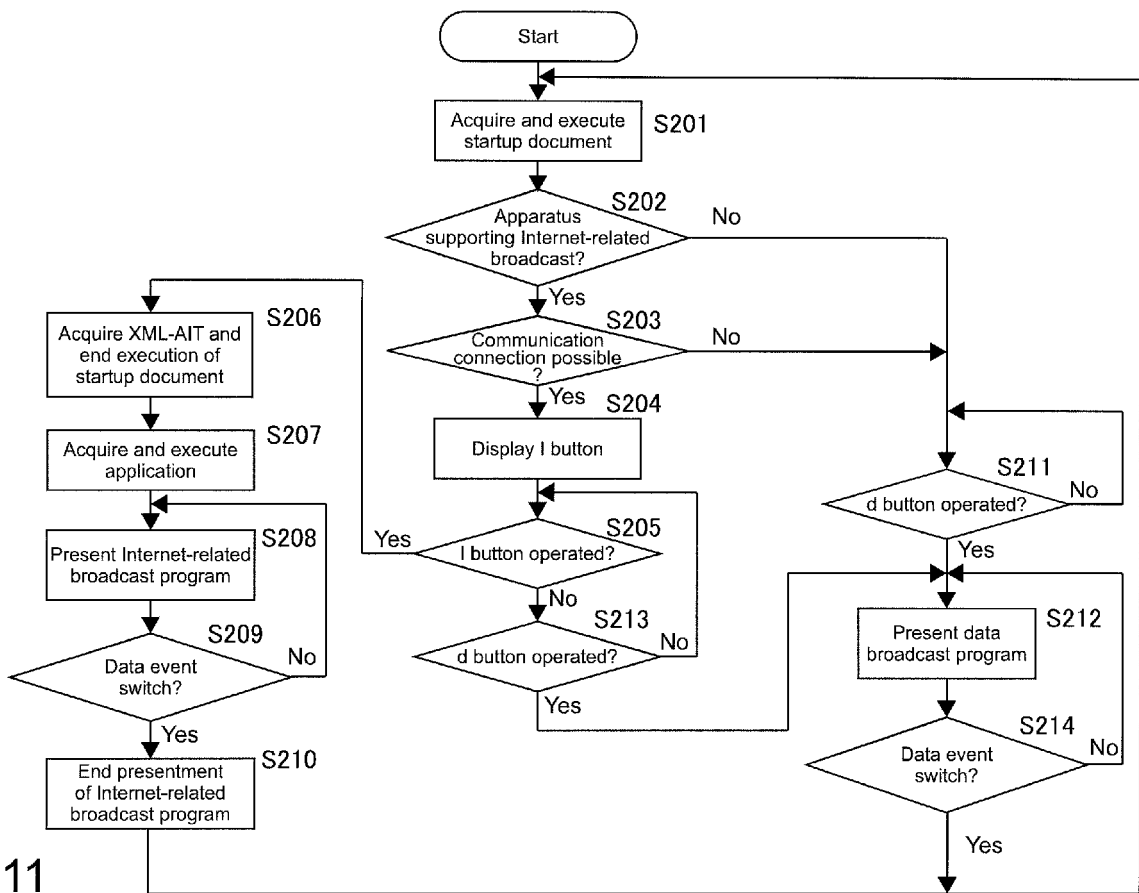 Start
Acquire and execute
startup document
S201
S202
Apparatus
supporting Internet-related
broadcast?
No
Yes
S203
Communication
connection possible
?
No
Yes
S204
Display I button
S205
I button operated?
Yes
No
S213
d button operated?
No
Yes
S206
Acquire XML-AIT and
end execution of
startup document
S207
Acquire and execute
application
S208
Present Internet-related
broadcast program
S209
Data event
switch?
No
Yes
S210
End presentment
of Internet-related
broadcast program
S211
d button operated?
No
Yes
S212
Present data
broadcast program
S214
Data event
switch?
No
Yes
11